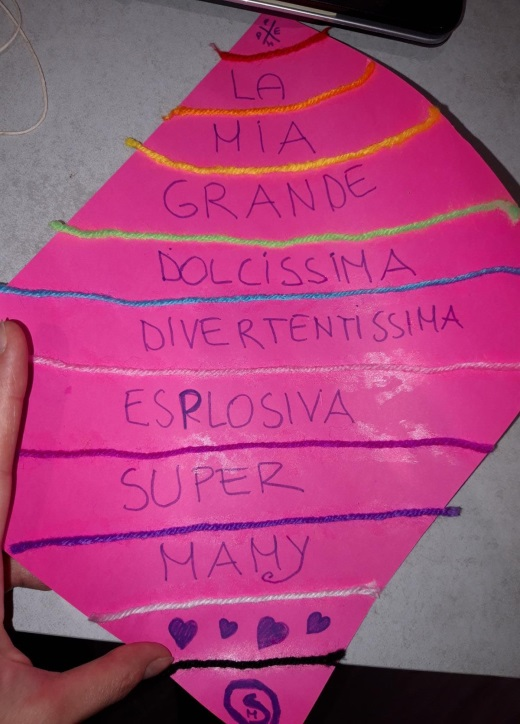 LA
MIA
GRANDE
DOLCISSIMA
DIVERTENTISSIMA
ESPLOSIVA
SUPER
MAMY